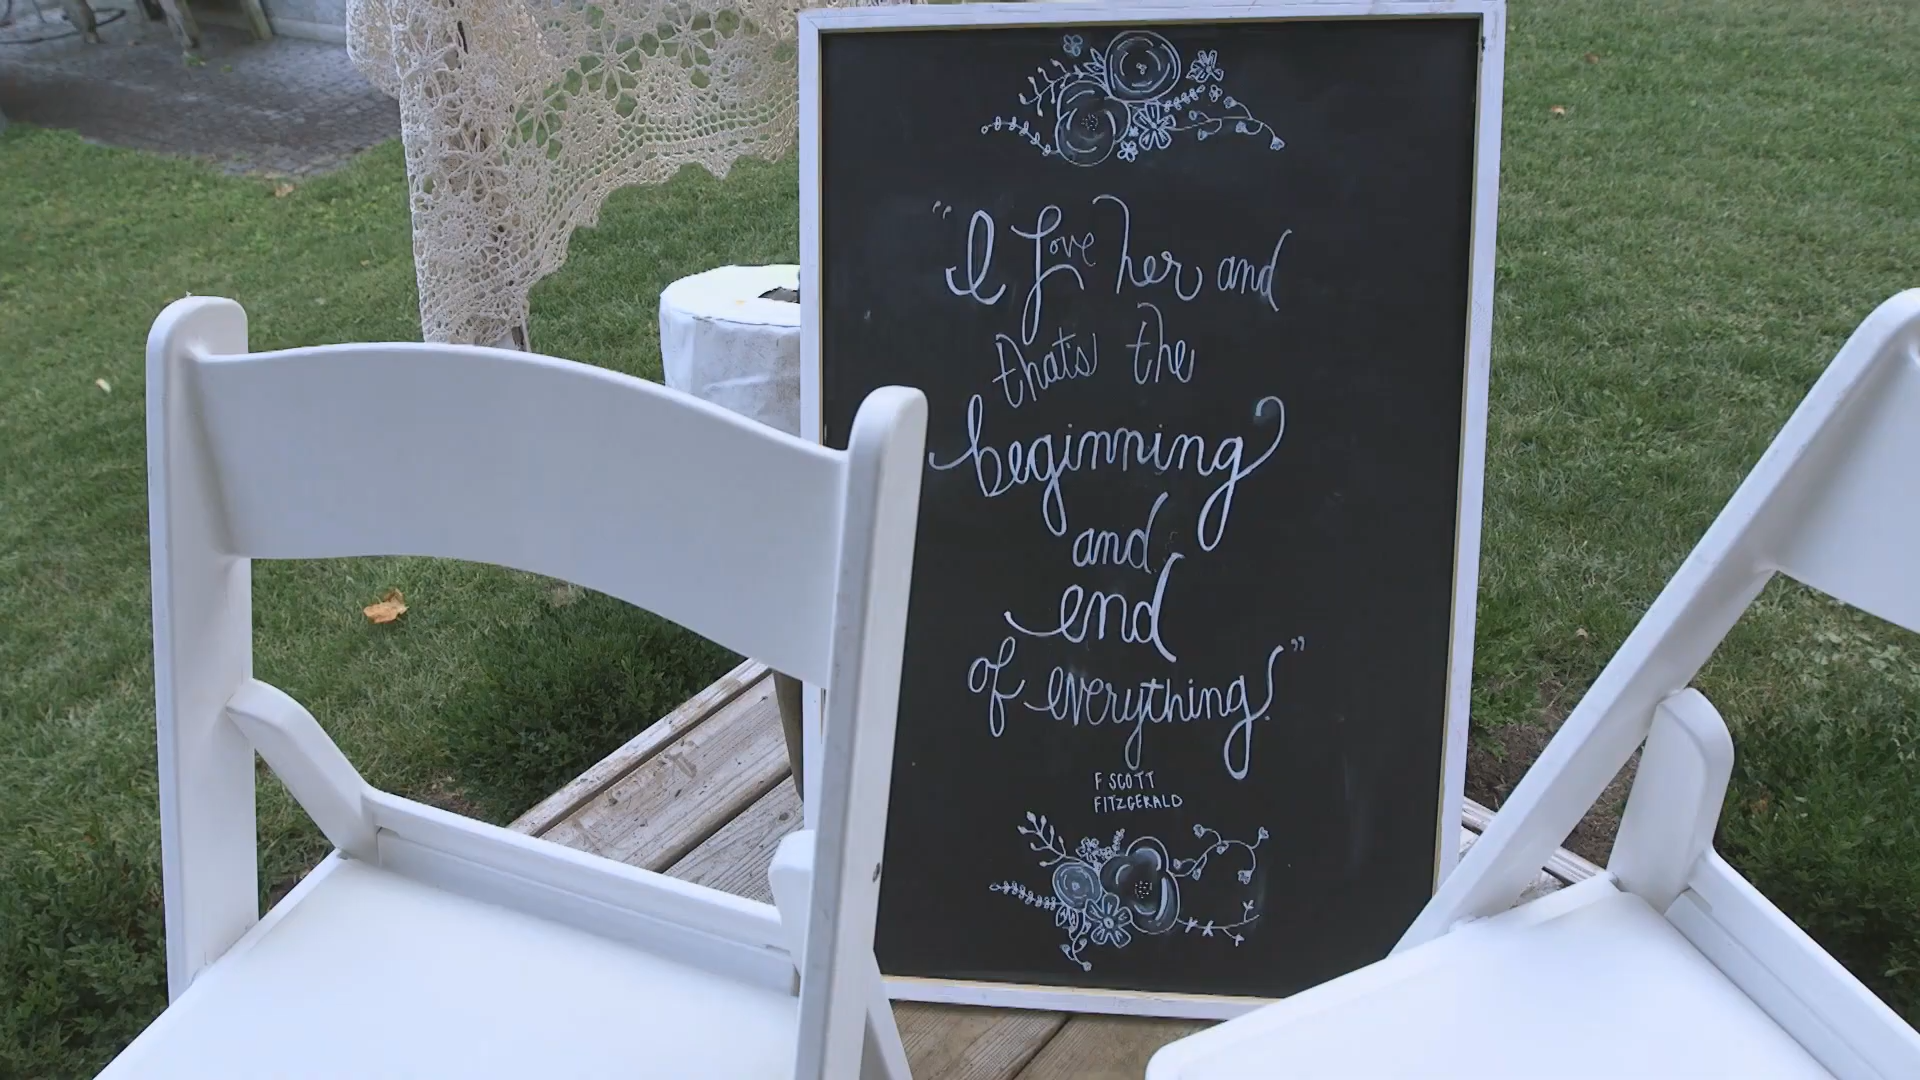 "I love her and
that's the
beginning
and
end
of everything."
F SCOTT
FITZGERALD